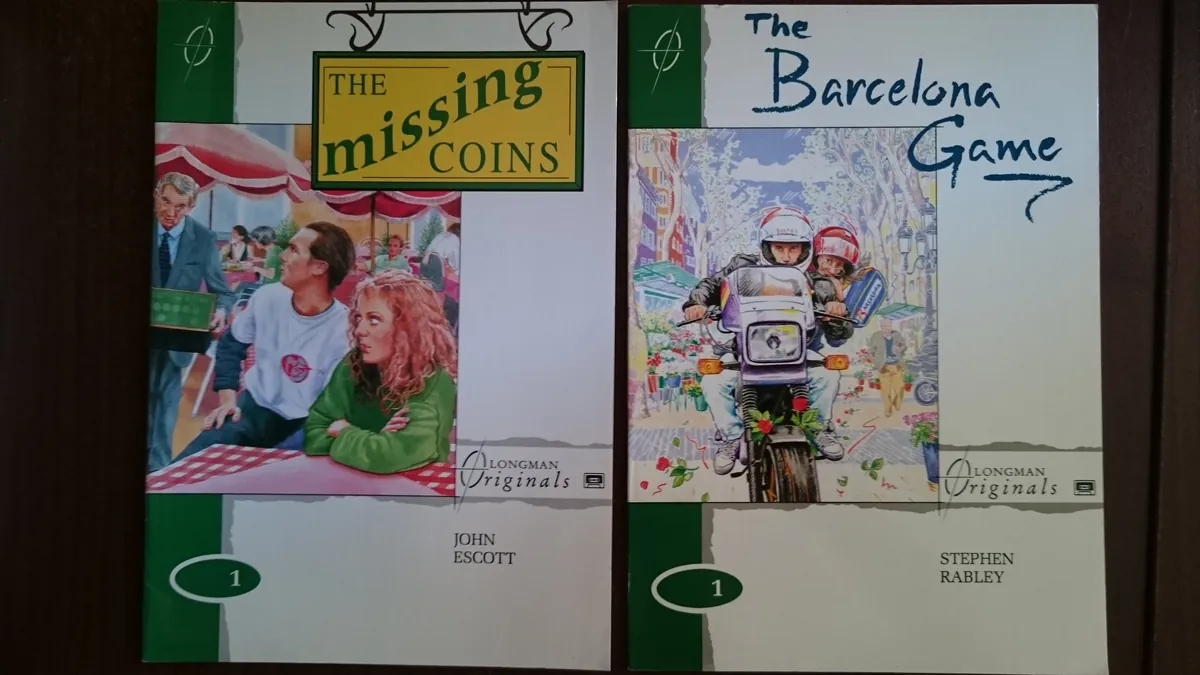 THE
missing
COINS
LONGMAN
Originals
JOHN
ESCOTT
1
The
Barcelona
Game
LONGMAN
Originals
STEPHEN
RABLEY
1